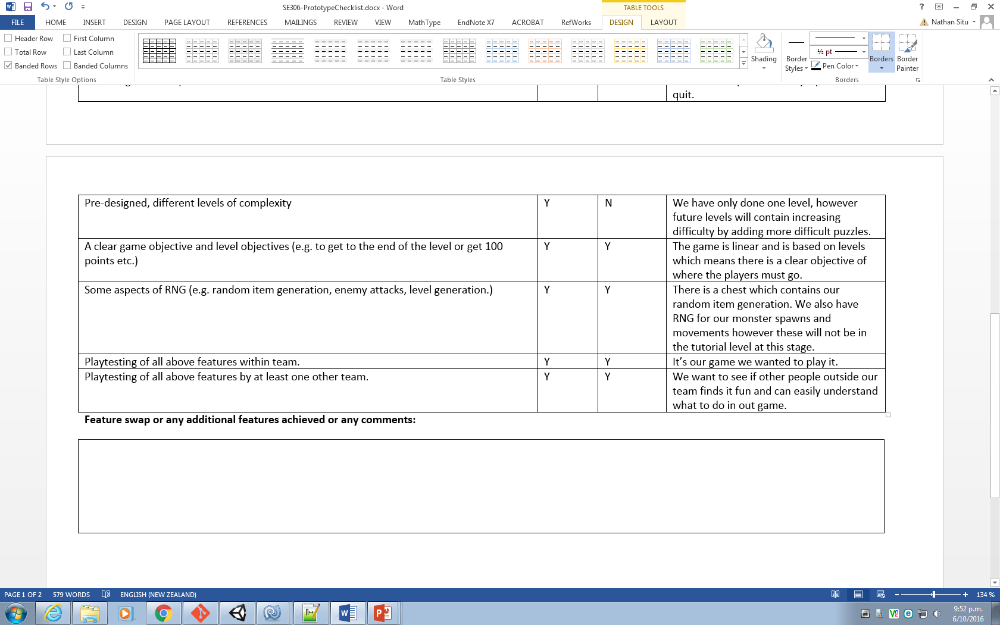 SE306-PrototypeChecklist.docx - Word
TABLE TOOLS
?
FILE HOME INSERT DESIGN PAGE LAYOUT REFERENCES MAILINGS REVIEW VIEW MathType EndNote X7 ACROBAT RefWorks DESIGN LAYOUT
Nathan Situ
Header Row First Column
Total Row Last Column
Banded Rows Banded Columns
Table Style Options
Table Styles
Shading
Border Styles
½ pt
Pen Color
Borders
Border Painter
Borders
quit.
Pre-designed, different levels of complexity Y N We have only done one level, however
future levels will contain increasing
difficulty by adding more difficult puzzles.
A clear game objective and level objectives (e.g. to get to the end of the level or get 100 Y Y The game is linear and is based on levels
points etc.) which means there is a clear objective of
where the players must go.
Some aspects of RNG (e.g. random item generation, enemy attacks, level generation.) Y Y There is a chest which contains our
random item generation. We also have
RNG for our monster spawns and
movements however these will not be in
the tutorial level at this stage.
Playtesting of all above features within team. Y Y It’s our game we wanted to play it.
Playtesting of all above features by at least one other team. Y Y We want to see if other people outside our
team finds it fun and can easily understand
what to do in out game.
Feature swap or any additional features achieved or any comments:
PAGE 1 OF 2 579 WORDS ENGLISH (NEW ZEALAND) 134 %
9:52 p.m.
6/10/2016